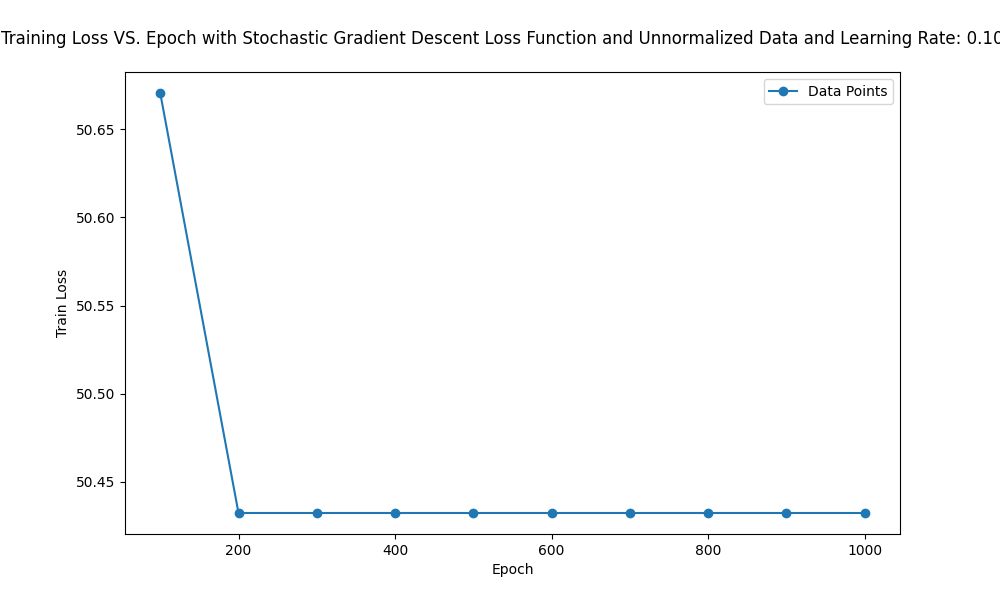 Training Loss VS. Epoch with Stochastic Gradient Descent Loss Function and Unnormalized Data and Learning Rate: 0.10
Data Points
50.65
50.60
50.55
50.50
50.45
Train Loss
200
400
600
800
1000
Epoch